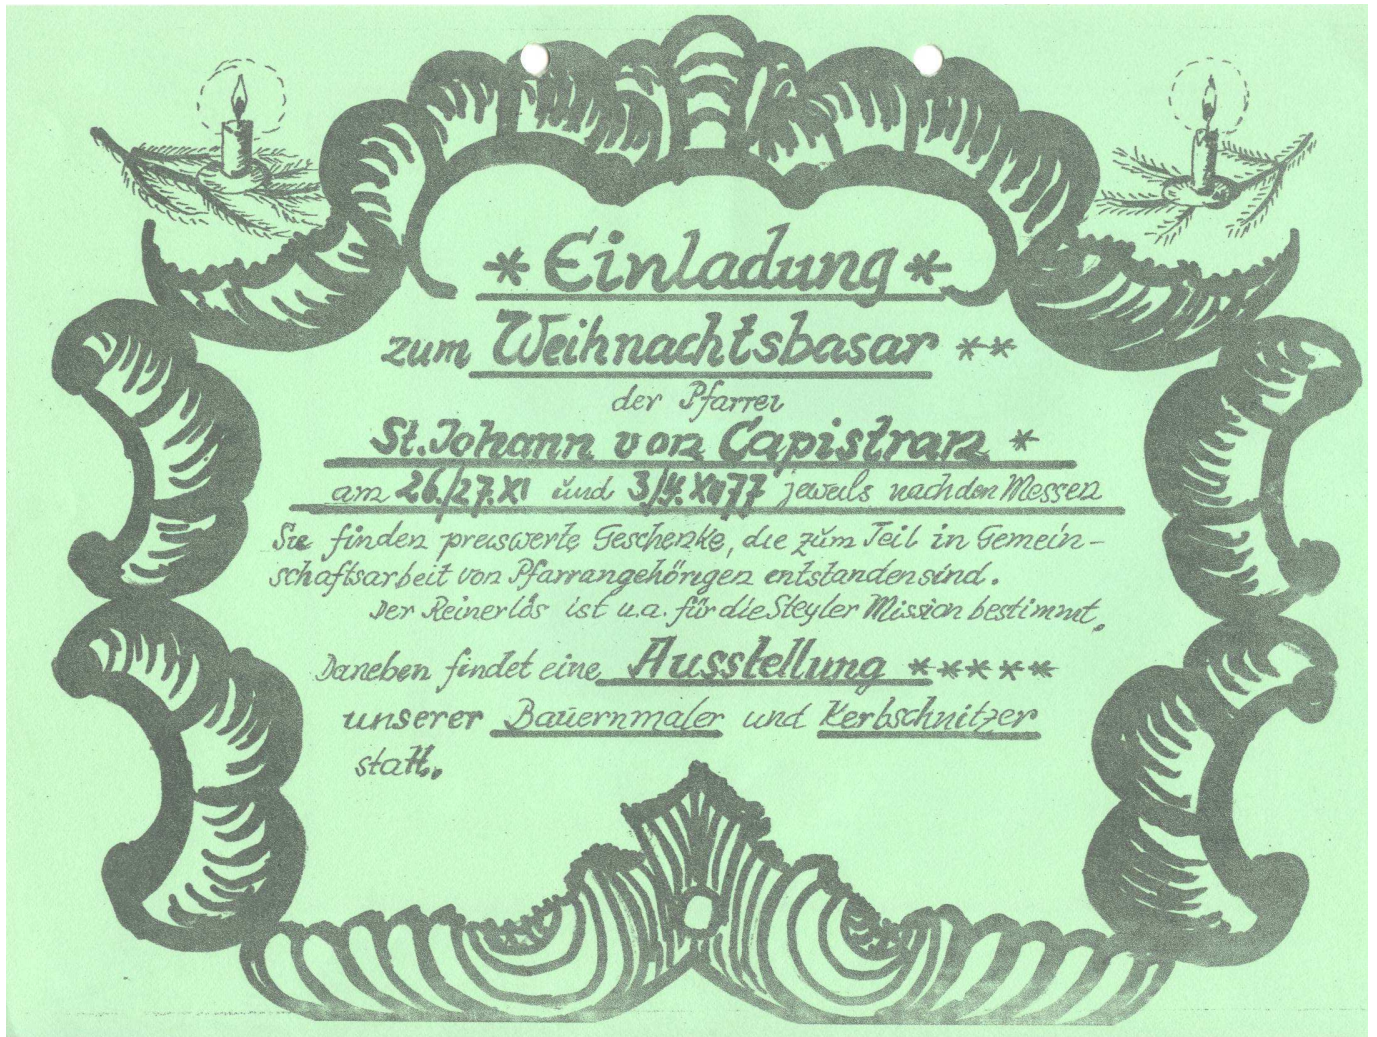 * Einladung *
zum Weihnachtsbasar **
der Pfarrei
St. Johann von Capistran *
am 26./27. XI und 3/4. XII 77 jeweils nach den Messen
Sie finden preiswerte Geschenke, die zum Teil in Gemein-
schaftsarbeit von Pfarrangehörigen entstanden sind.
Der Reinerlös ist u.a. für die Steyler Mission bestimmt.
Daneben findet eine Ausstellung *****
unserer Bauernmaler und Kerbschnitzer
statt..